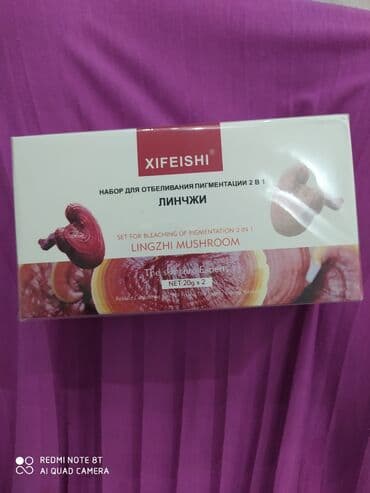 XIFEISHI®
НАБОР ДЛЯ ОТБЕЛИВАНИЯ ПИГМЕНТАЦИИ 2 В 1
ЛИНЧЖИ
SET FOR BLEACHING OF PIGMENTATION 2 IN 1
LINGZHI MUSHROOM
The
NET:20g x 2
REDMI NOTE 8T
AI QUAD CAMERA